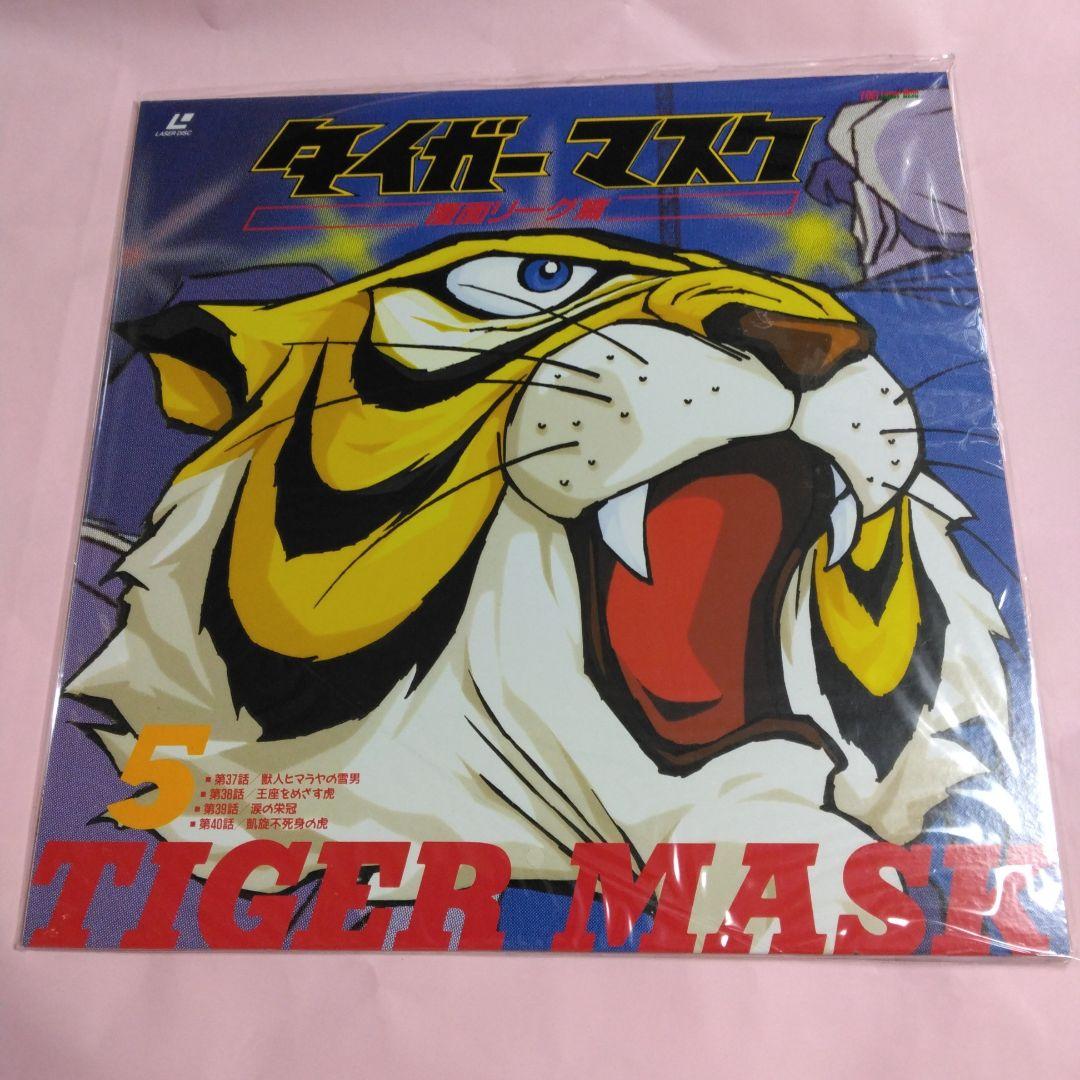 LASER DISC
タイガーマスク
覆面リーグ篇
5
■ 第37話／獣人ヒマラヤの雪男
■ 第38話／王座をめざす虎
■ 第39話／涙の栄冠
■ 第40話／凱旋不死身の虎
TIGER MASK